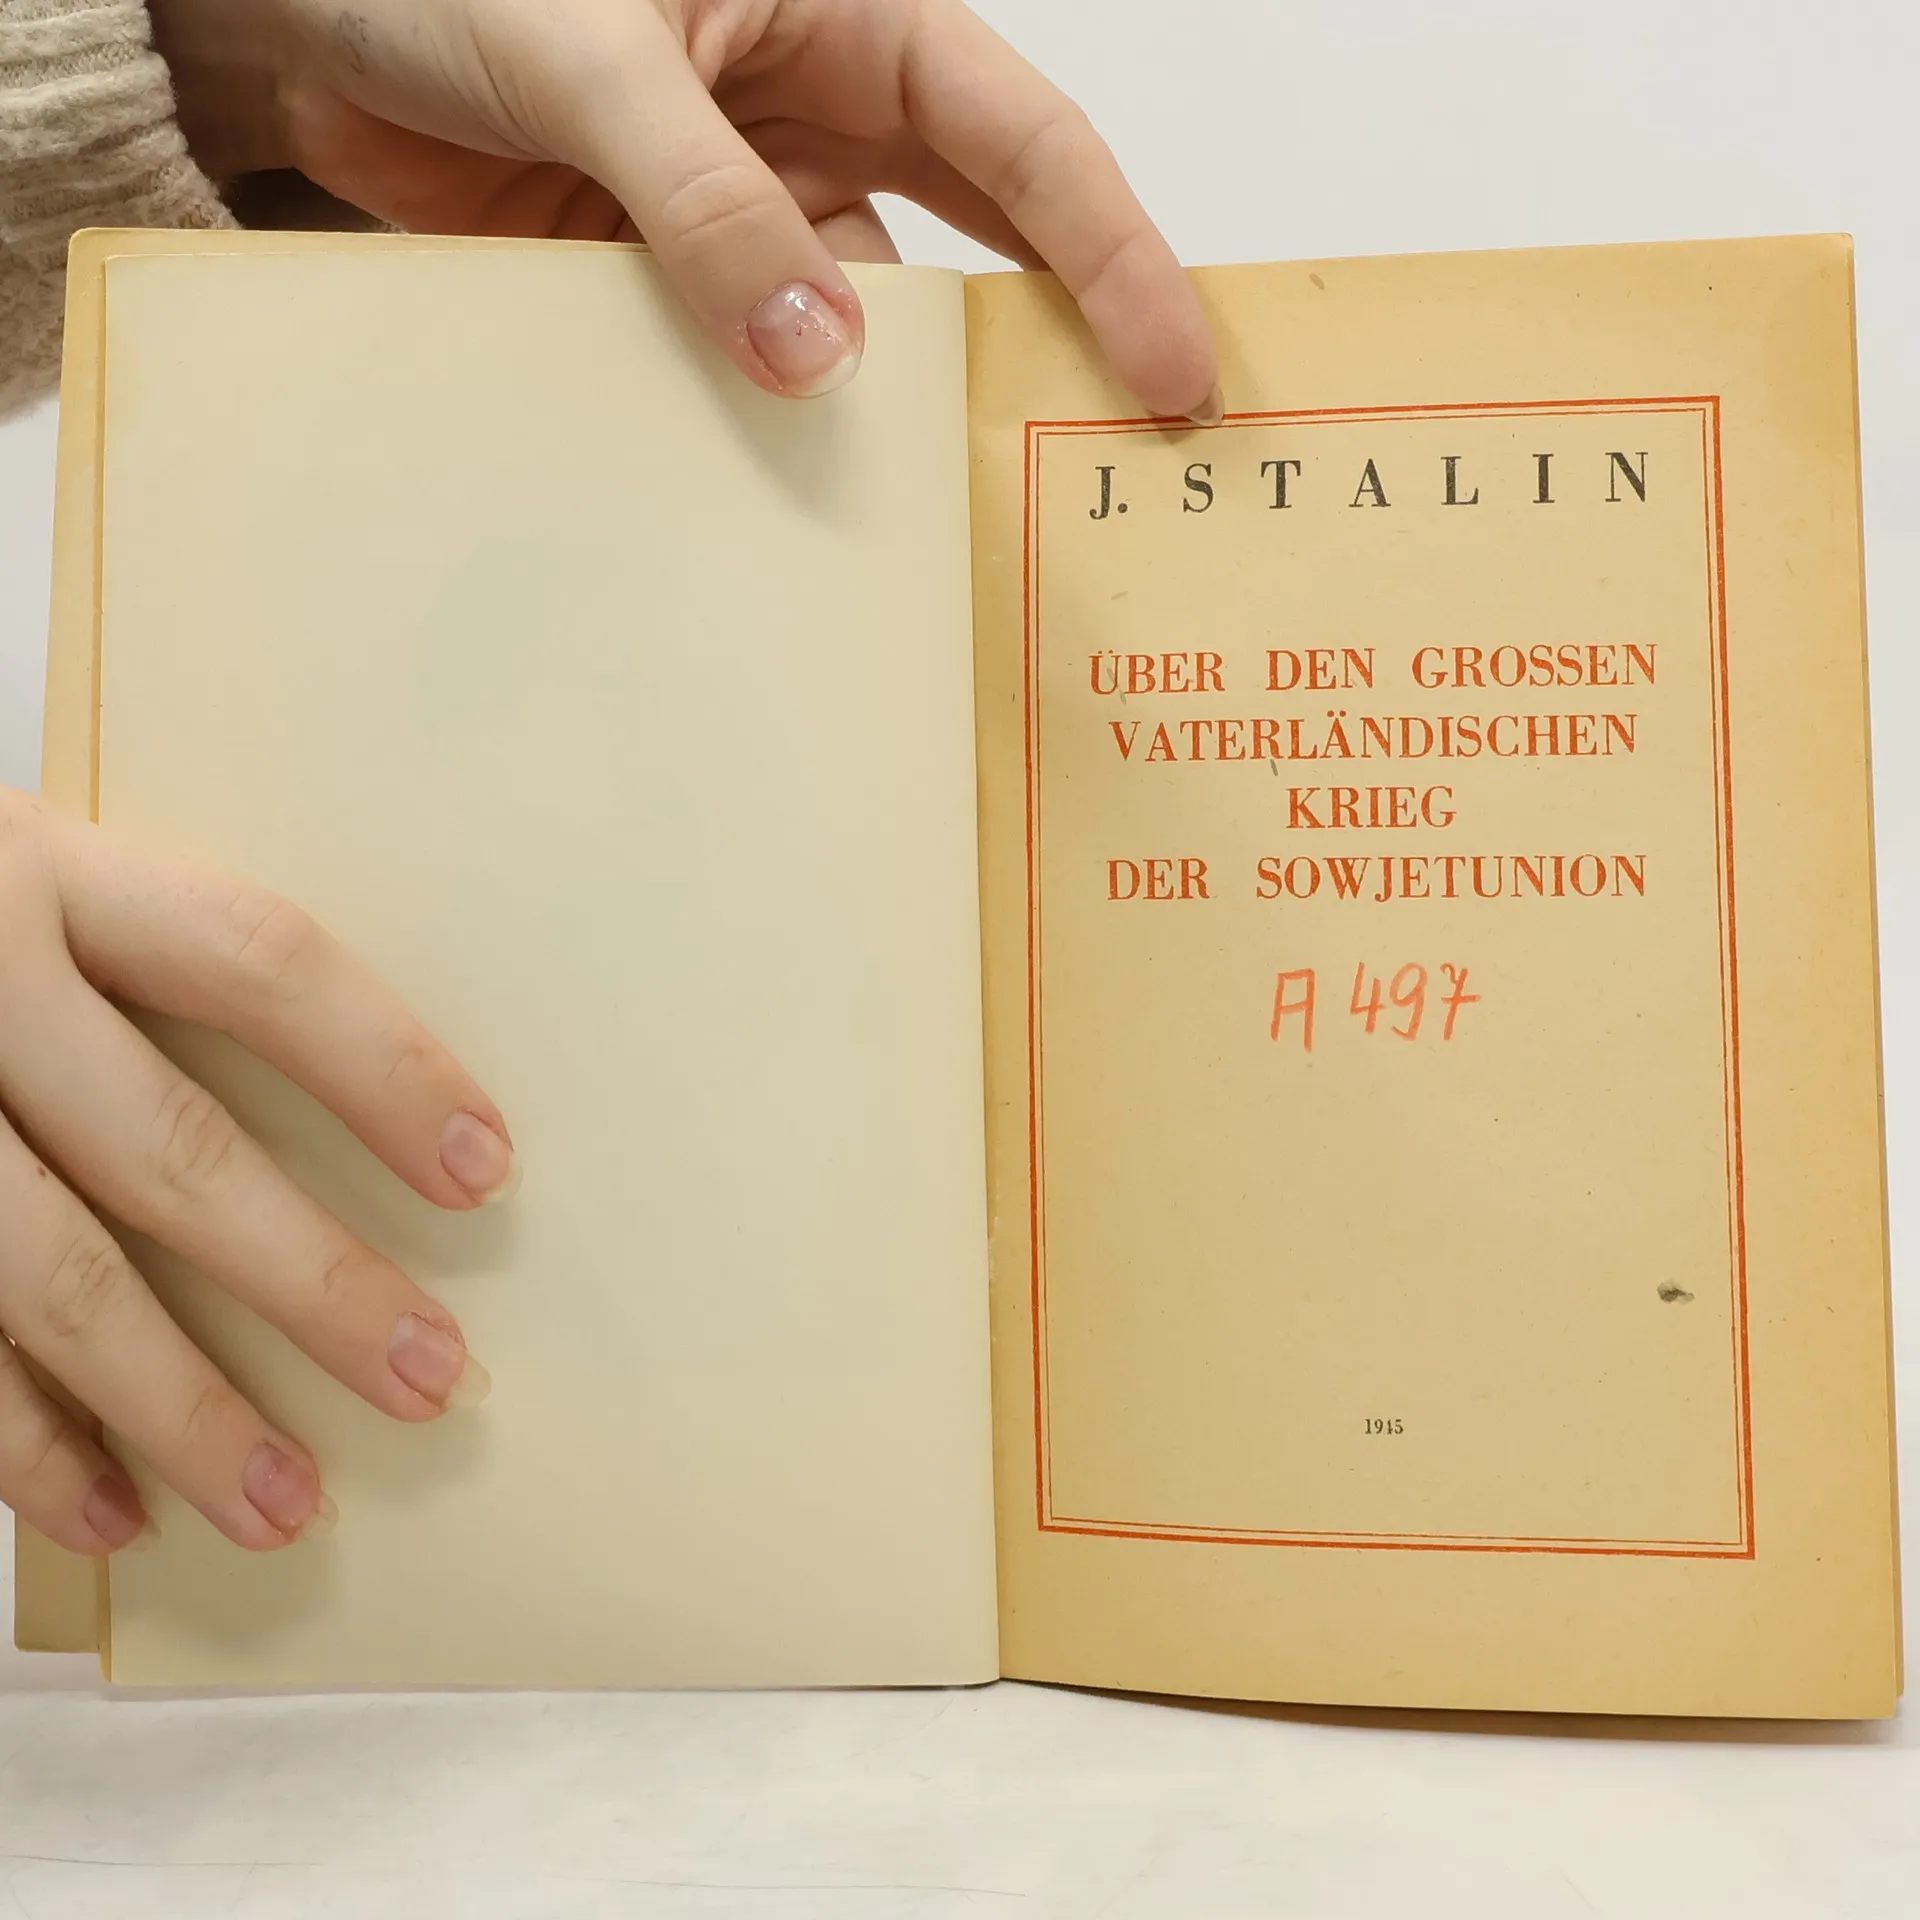 J. STALIN
ÜBER DEN GROSSEN
VATERLÄNDISCHEN
KRIEG
DER SOWJETUNION
A 497
1945